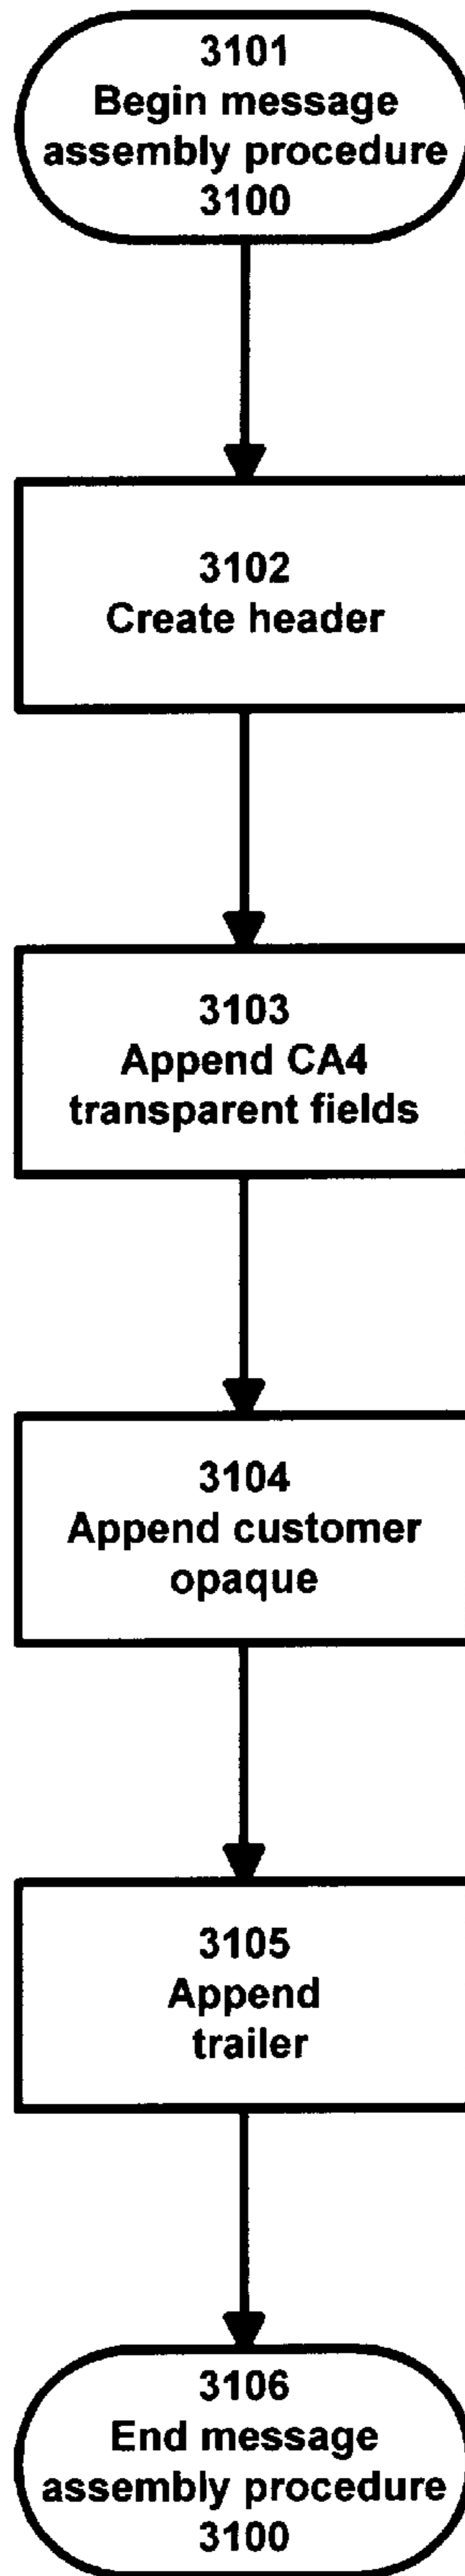 3101
Begin message
assembly procedure
3100
3102
Create header
3103
Append CA4
transparent fields
3104
Append customer
opaque
3105
Append
trailer
3106
End message
assembly procedure
3100